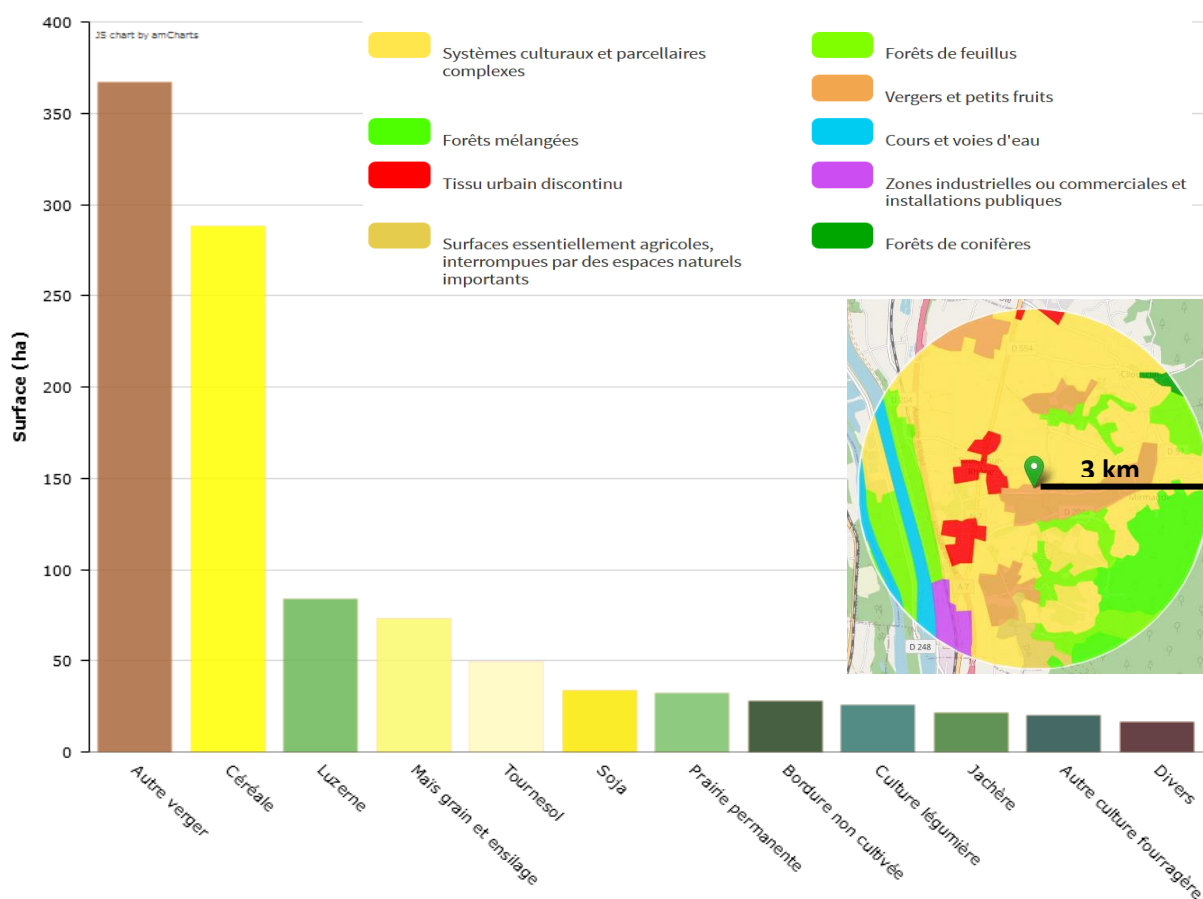 400
JS chart by amCharts
350
300
250
200
150
100
50
0
Surface (ha)
Systèmes culturaux et parcellaires
complexes
Forêts mélangées
Tissu urbain discontinu
Surfaces essentiellement agricoles,
interrompues par des espaces naturels
importants
Forêts de feuillus
Vergers et petits fruits
Cours et voies d'eau
Zones industrielles ou commerciales et
installations publiques
Forêts de conifères
3 km
D 554
D 204
A 7
D 248
Autre verger
Céréale
Luzerne
Maïs grain et ensilage
Tournesol
Soja
Prairie permanente
Bordure non cultivée
Culture légumière
Jachère
Autre culture fourragère
Divers